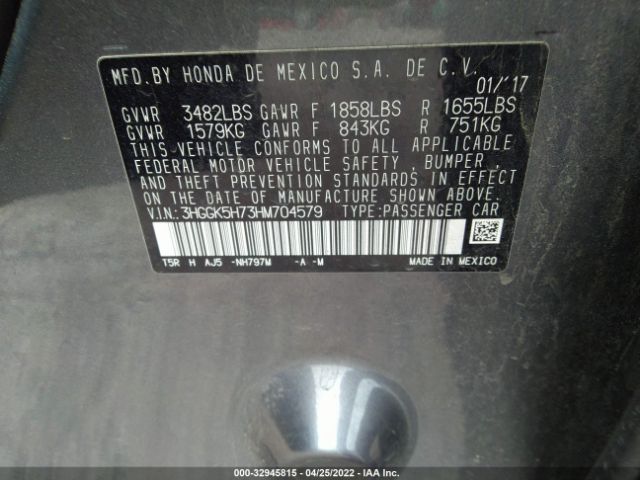 MFD.BY HONDA DE MEXICO S.A. DE C.V.
01/'17
GVWR 3482LBS GAWR F 1858LBS R 1655LBS
GVWR 1579KG GAWR F 843KG R 751KG
THIS VEHICLE CONFORMS TO ALL APPLICABLE
FEDERAL MOTOR VEHICLE SAFETY, BUMPER,
AND THEFT PREVENTION STANDARDS IN EFFECT
ON THE DATE OF MANUFACTURE SHOWN ABOVE.
V.I.N:3HGGK5H73HM704579 TYPE:PASSENGER CAR
T5R H AJ5 -NH797M -A -M MADE IN MEXICO
000-32945815 - 04/25/2022 - IAA Inc.